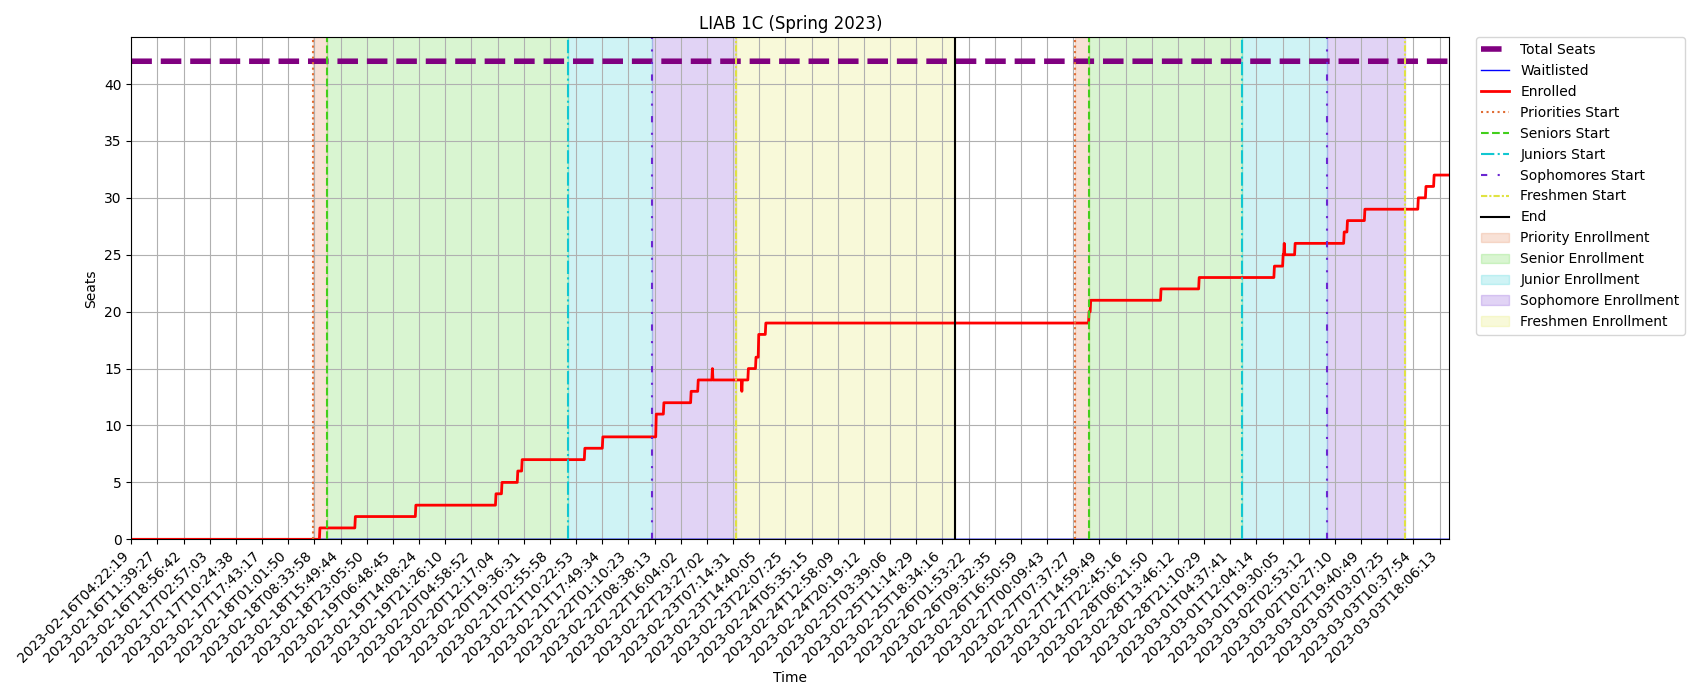 LIAB 1C (Spring 2023)
Seats
40
35
30
25
20
15
10
5
0
2023-02-16T04:22:19
2023-02-16T11:39:27
2023-02-16T18:56:42
2023-02-17T02:57:03
2023-02-17T10:24:38
2023-02-17T17:43:17
2023-02-18T01:01:50
2023-02-18T08:33:58
2023-02-18T15:49:44
2023-02-18T23:05:50
2023-02-19T06:48:45
2023-02-19T14:08:24
2023-02-19T21:26:10
2023-02-20T04:58:52
2023-02-20T12:17:04
2023-02-20T19:36:31
2023-02-21T02:55:58
2023-02-21T10:22:53
2023-02-21T17:49:34
2023-02-22T01:10:23
2023-02-22T08:38:13
2023-02-22T16:04:02
2023-02-22T23:27:02
2023-02-23T07:14:31
2023-02-23T14:40:05
2023-02-23T22:07:25
2023-02-24T05:35:15
2023-02-24T12:58:09
2023-02-24T20:19:12
2023-02-25T03:39:06
2023-02-25T11:14:29
2023-02-25T18:34:16
2023-02-26T01:53:22
2023-02-26T09:32:35
2023-02-26T16:50:59
2023-02-27T00:09:43
2023-02-27T07:37:27
2023-02-27T14:59:49
2023-02-27T22:45:16
2023-02-28T06:21:50
2023-02-28T13:46:12
2023-02-28T21:10:29
2023-03-01T04:37:41
2023-03-01T12:04:14
2023-03-01T19:30:05
2023-03-02T02:53:12
2023-03-02T10:27:10
2023-03-02T19:40:49
2023-03-03T03:07:25
2023-03-03T10:37:54
2023-03-03T18:06:13
Time
Total Seats
Waitlisted
Enrolled
Priorities Start
Seniors Start
Juniors Start
Sophomores Start
Freshmen Start
End
Priority Enrollment
Senior Enrollment
Junior Enrollment
Sophomore Enrollment
Freshmen Enrollment